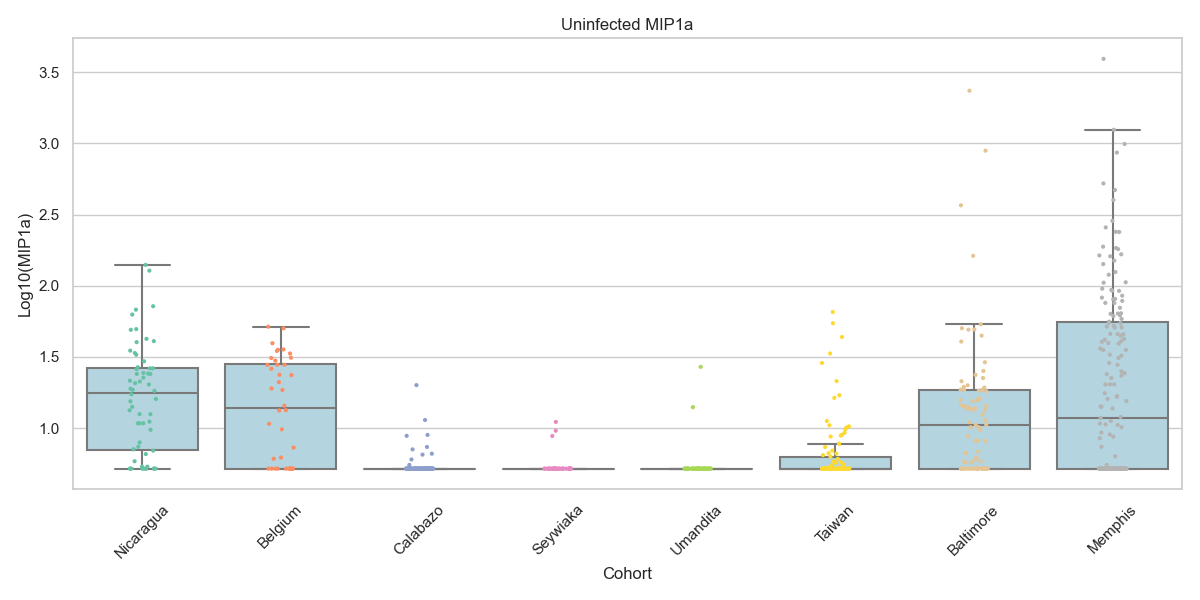 Uninfected MIP1a
Log10(MIP1a)
3.5
3.0
2.5
2.0
1.5
1.0
Nicaragua
Belgium
Calabazo
Seywiaka
Umandita
Taiwan
Baltimore
Memphis
Cohort